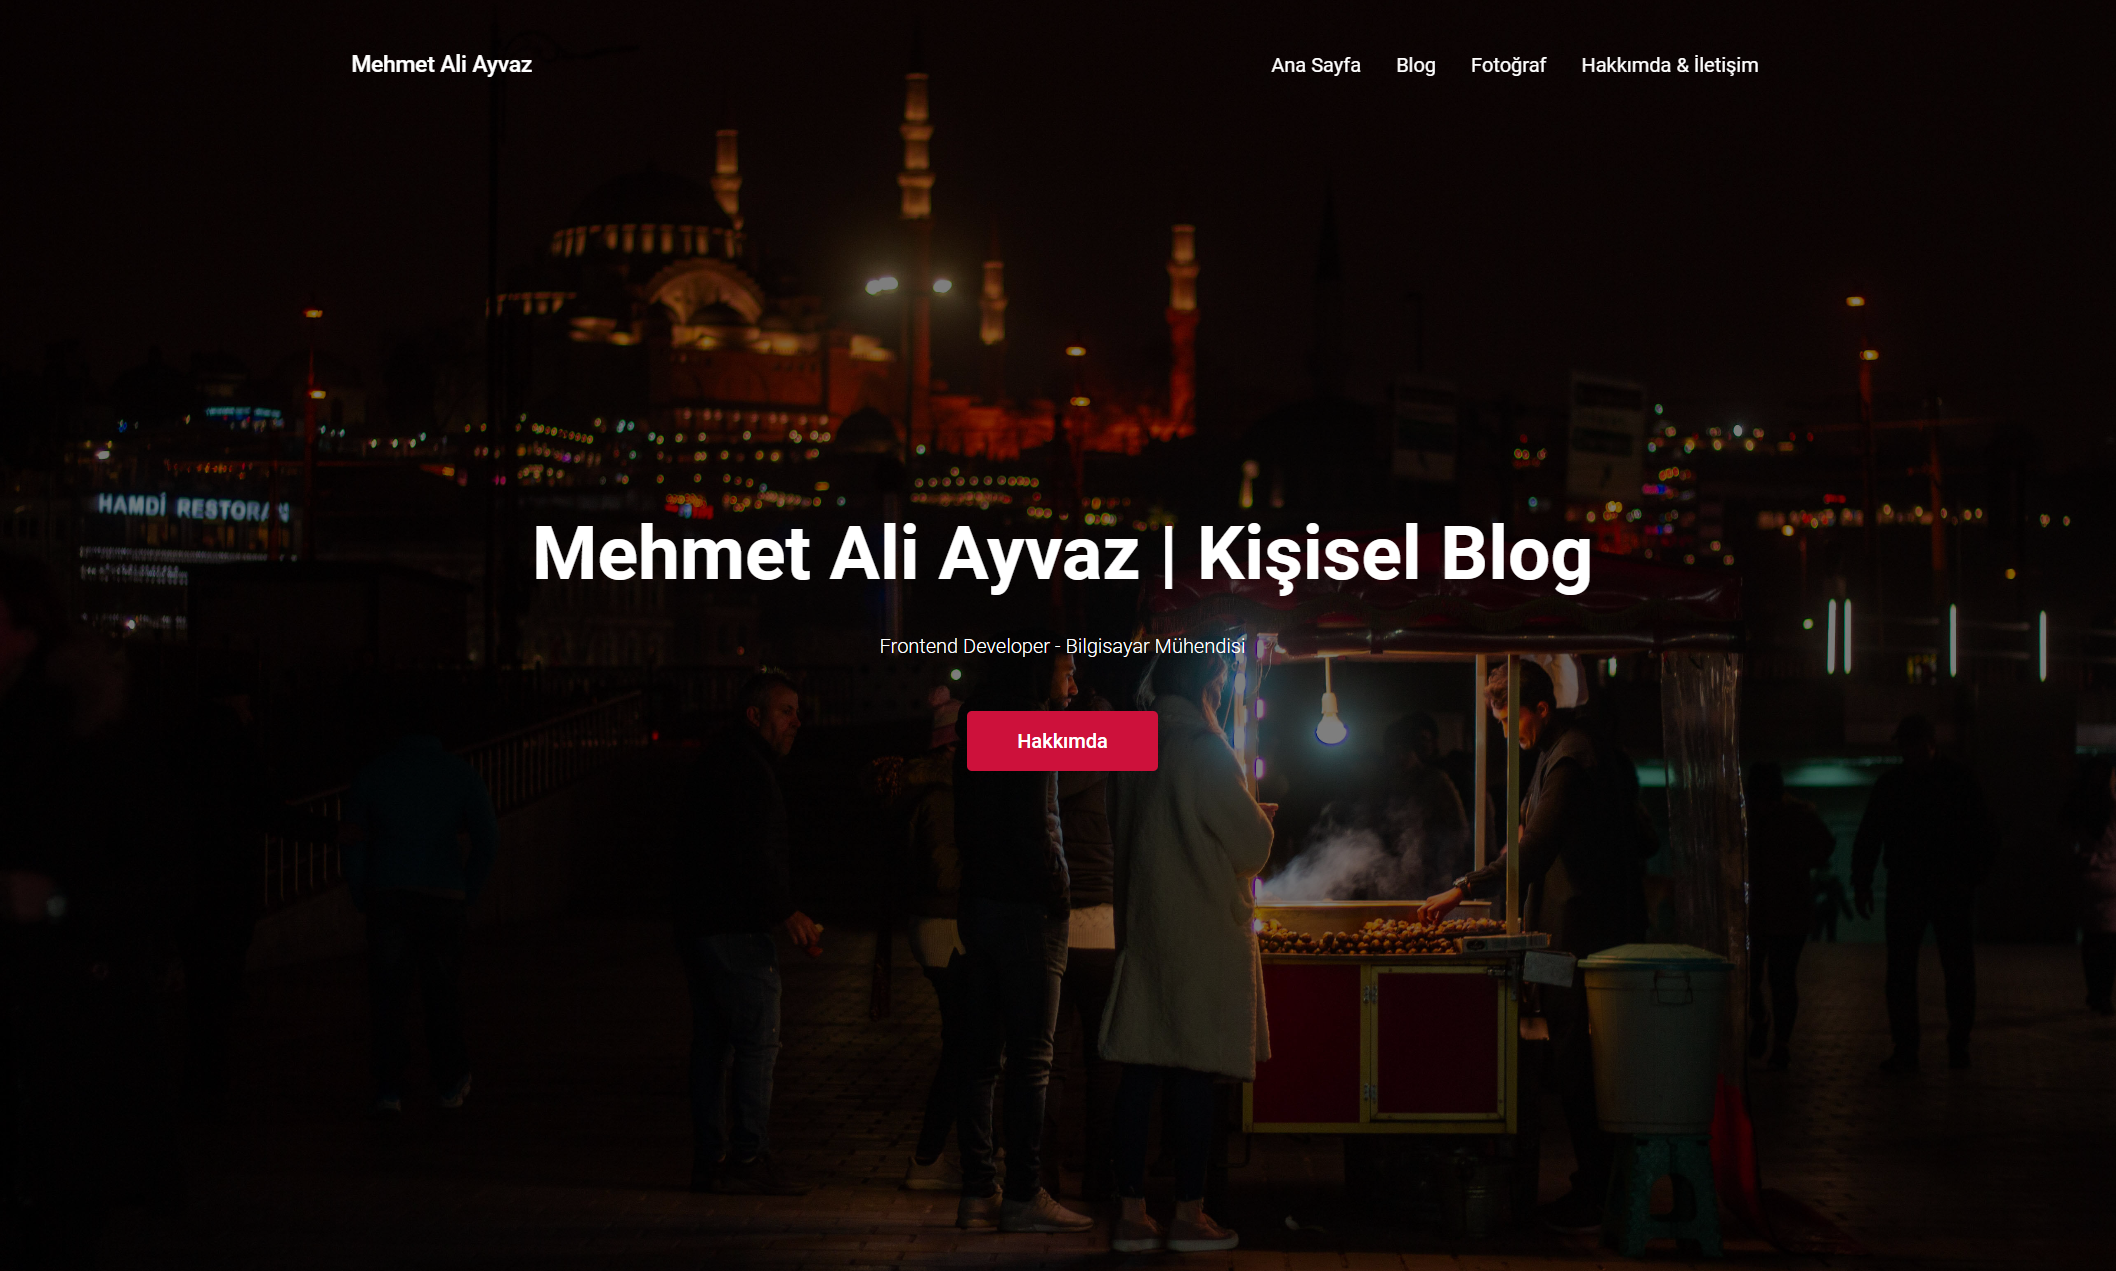 Mehmet Ali Ayvaz
Ana Sayfa Blog Fotoğraf Hakkımda & İletişim
HAMDİ RESTORAN
Mehmet Ali Ayvaz | Kişisel Blog
Frontend Developer - Bilgisayar Mühendisi
Hakkımda